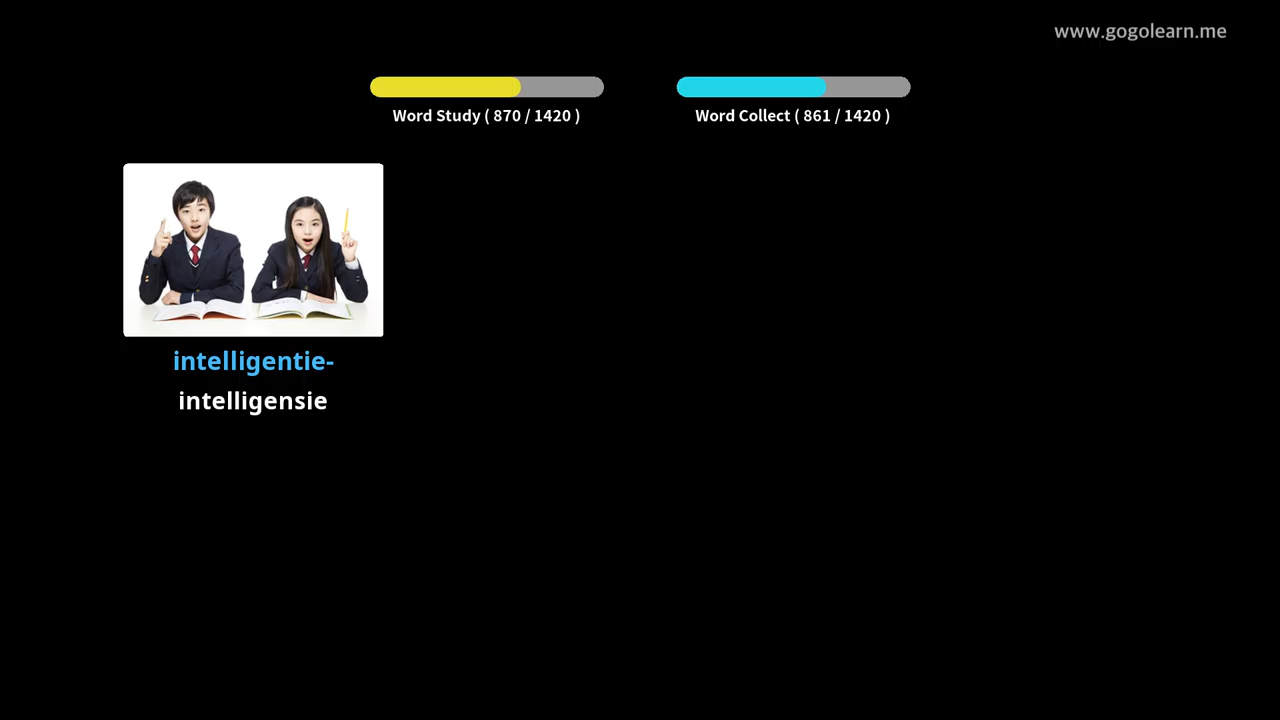 www.gogolearn.me
Word Study ( 870 / 1420 )
Word Collect ( 861 / 1420 )
intelligentie-
intelligensie